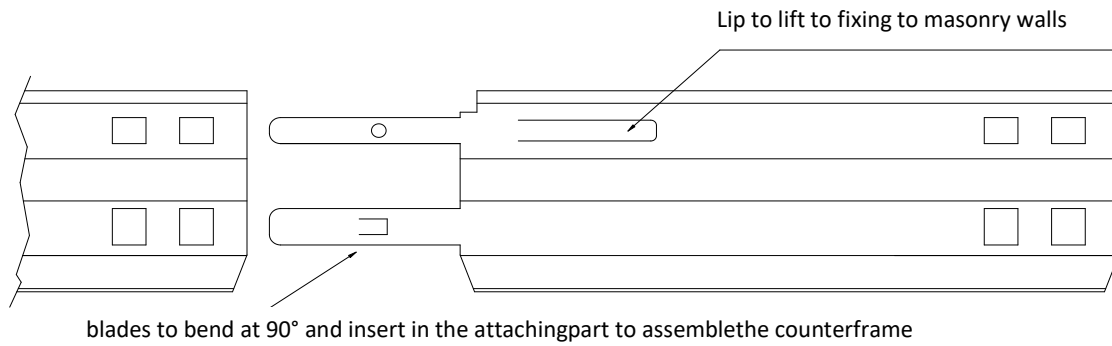 Lip to lift to fixing to masonry walls
blades to bend at 90° and insert in the attachingpart to assemblethe counterframe